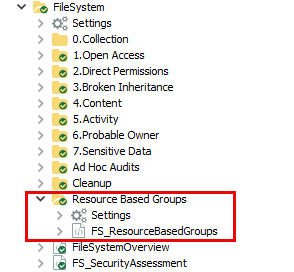 FileSystem
Settings
0.Collection
1.Open Access
2.Direct Permissions
3.Broken Inheritance
4.Content
5.Activity
6.Probable Owner
7.Sensitive Data
Ad Hoc Audits
Cleanup
Resource Based Groups
Settings
FS_ResourceBasedGroups
FileSystemOverview
FS_SecurityAssessment